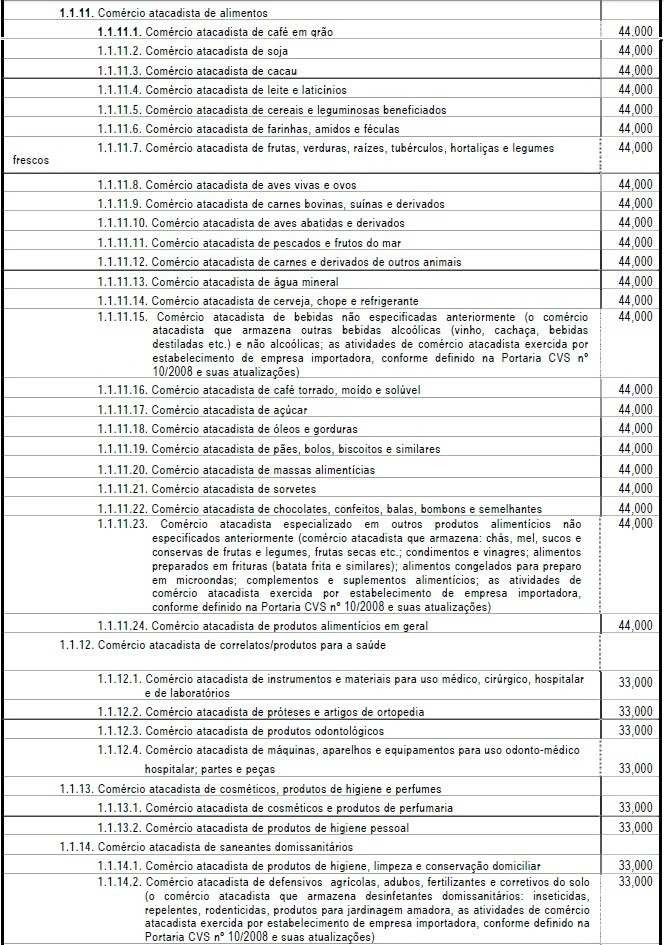 1.1.11. Comércio atacadista de alimentos
1.1.11.1. Comércio atacadista de café em grão 44,000
1.1.11.2. Comércio atacadista de soja 44,000
1.1.11.3. Comércio atacadista de cacau 44,000
1.1.11.4. Comércio atacadista de leite e laticínios 44,000
1.1.11.5. Comércio atacadista de cereais e leguminosas beneficiados 44,000
1.1.11.6. Comércio atacadista de farinhas, amidos e féculas 44,000
1.1.11.7. Comércio atacadista de frutas, verduras, raízes, tubérculos, hortaliças e legumes 44,000
frescos
1.1.11.8. Comércio atacadista de aves vivas e ovos 44,000
1.1.11.9. Comércio atacadista de carnes bovinas, suínas e derivados 44,000
1.1.11.10. Comércio atacadista de aves abatidas e derivados 44,000
1.1.11.11. Comércio atacadista de pescados e frutos do mar 44,000
1.1.11.12. Comércio atacadista de carnes e derivados de outros animais 44,000
1.1.11.13. Comércio atacadista de água mineral 44,000
1.1.11.14. Comércio atacadista de cerveja, chope e refrigerante 44,000
1.1.11.15. Comércio atacadista de bebidas não especificadas anteriormente (o comércio 44,000
atacadista que armazena outras bebidas alcoólicas (vinho, cachaça, bebidas
destiladas etc.) e não alcoólicas; as atividades de comércio atacadista exercida por
estabelecimento de empresa importadora, conforme definido na Portaria CVS nº
10/2008 e suas atualizações)
1.1.11.16. Comércio atacadista de café torrado, moído e solúvel 44,000
1.1.11.17. Comércio atacadista de açúcar 44,000
1.1.11.18. Comércio atacadista de óleos e gorduras 44,000
1.1.11.19. Comércio atacadista de pães, bolos, biscoitos e similares 44,000
1.1.11.20. Comércio atacadista de massas alimentícias 44,000
1.1.11.21. Comércio atacadista de sorvetes 44,000
1.1.11.22. Comércio atacadista de chocolates, confeitos, balas, bombons e semelhantes 44,000
1.1.11.23. Comércio atacadista especializado em outros produtos alimentícios não 44,000
especificados anteriormente (comércio atacadista que armazena: chás, mel, sucos e
conservas de frutas e legumes, frutas secas etc.; condimentos e vinagres; alimentos
preparados em frituras (batata frita e similares); alimentos congelados para preparo
em microondas; complementos e suplementos alimentícios; as atividades de
comércio atacadista exercida por estabelecimento de empresa importadora,
conforme definido na Portaria CVS nº 10/2008 e suas atualizações)
1.1.11.24. Comércio atacadista de produtos alimentícios em geral 44,000
1.1.12. Comércio atacadista de correlatos/produtos para a saúde
1.1.12.1. Comércio atacadista de instrumentos e materiais para uso médico, cirúrgico, hospitalar 33,000
e de laboratórios
1.1.12.2. Comércio atacadista de próteses e artigos de ortopedia 33,000
1.1.12.3. Comércio atacadista de produtos odontológicos 33,000
1.1.12.4. Comércio atacadista de máquinas, aparelhos e equipamentos para uso odonto-médico
hospitalar; partes e peças 33,000
1.1.13. Comércio atacadista de cosméticos, produtos de higiene e perfumes
1.1.13.1. Comércio atacadista de cosméticos e produtos de perfumaria 33,000
1.1.13.2. Comércio atacadista de produtos de higiene pessoal 33,000
1.1.14. Comércio atacadista de saneantes domissanitários
1.1.14.1. Comércio atacadista de produtos de higiene, limpeza e conservação domiciliar 33,000
1.1.14.2. Comércio atacadista de defensivos agrícolas, adubos, fertilizantes e corretivos do solo 33,000
(o comércio atacadista que armazena desinfetantes domissanitários: inseticidas,
repelentes, rodenticidas, produtos para jardinagem amadora, as atividades de comércio
atacadista exercida por estabelecimento de empresa importadora, conforme definido na
Portaria CVS nº 10/2008 e suas atualizações)